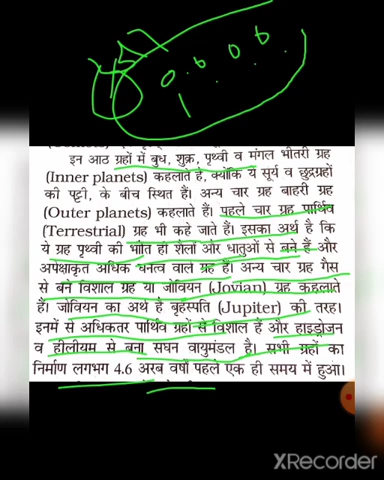 इन आठ ग्रहों में बुध, शुक्र, पृथ्वी व मंगल भीतरी ग्रह
(Inner planets) कहलाते हैं, क्योंकि ये सूर्य व छुद्रग्रहों
की पट्टी, के बीच स्थित हैं। अन्य चार ग्रह बाहरी ग्रह
(Outer planets) कहलाते हैं। पहले चार ग्रह पार्थिव
(Terrestrial) ग्रह भी कहे जाते हैं। इसका अर्थ है कि
ये ग्रह पृथ्वी की भाँति ही शैलों और धातुओं से बने हैं और
अपेक्षाकृत अधिक घनत्व वाले ग्रह हैं। अन्य चार ग्रह गैस
से बने विशाल ग्रह या जोवियन (Jovian) ग्रह कहलाते
हैं। जोवियन का अर्थ है बृहस्पति (Jupiter) की तरह।
इनमें से अधिकतर पार्थिव ग्रहों से विशाल हैं और हाइड्रोजन
व हीलीयम से बना सघन वायुमंडल है। सभी ग्रहों का
निर्माण लगभग 4.6 अरब वर्षों पहले एक ही समय में हुआ।
XRecorder